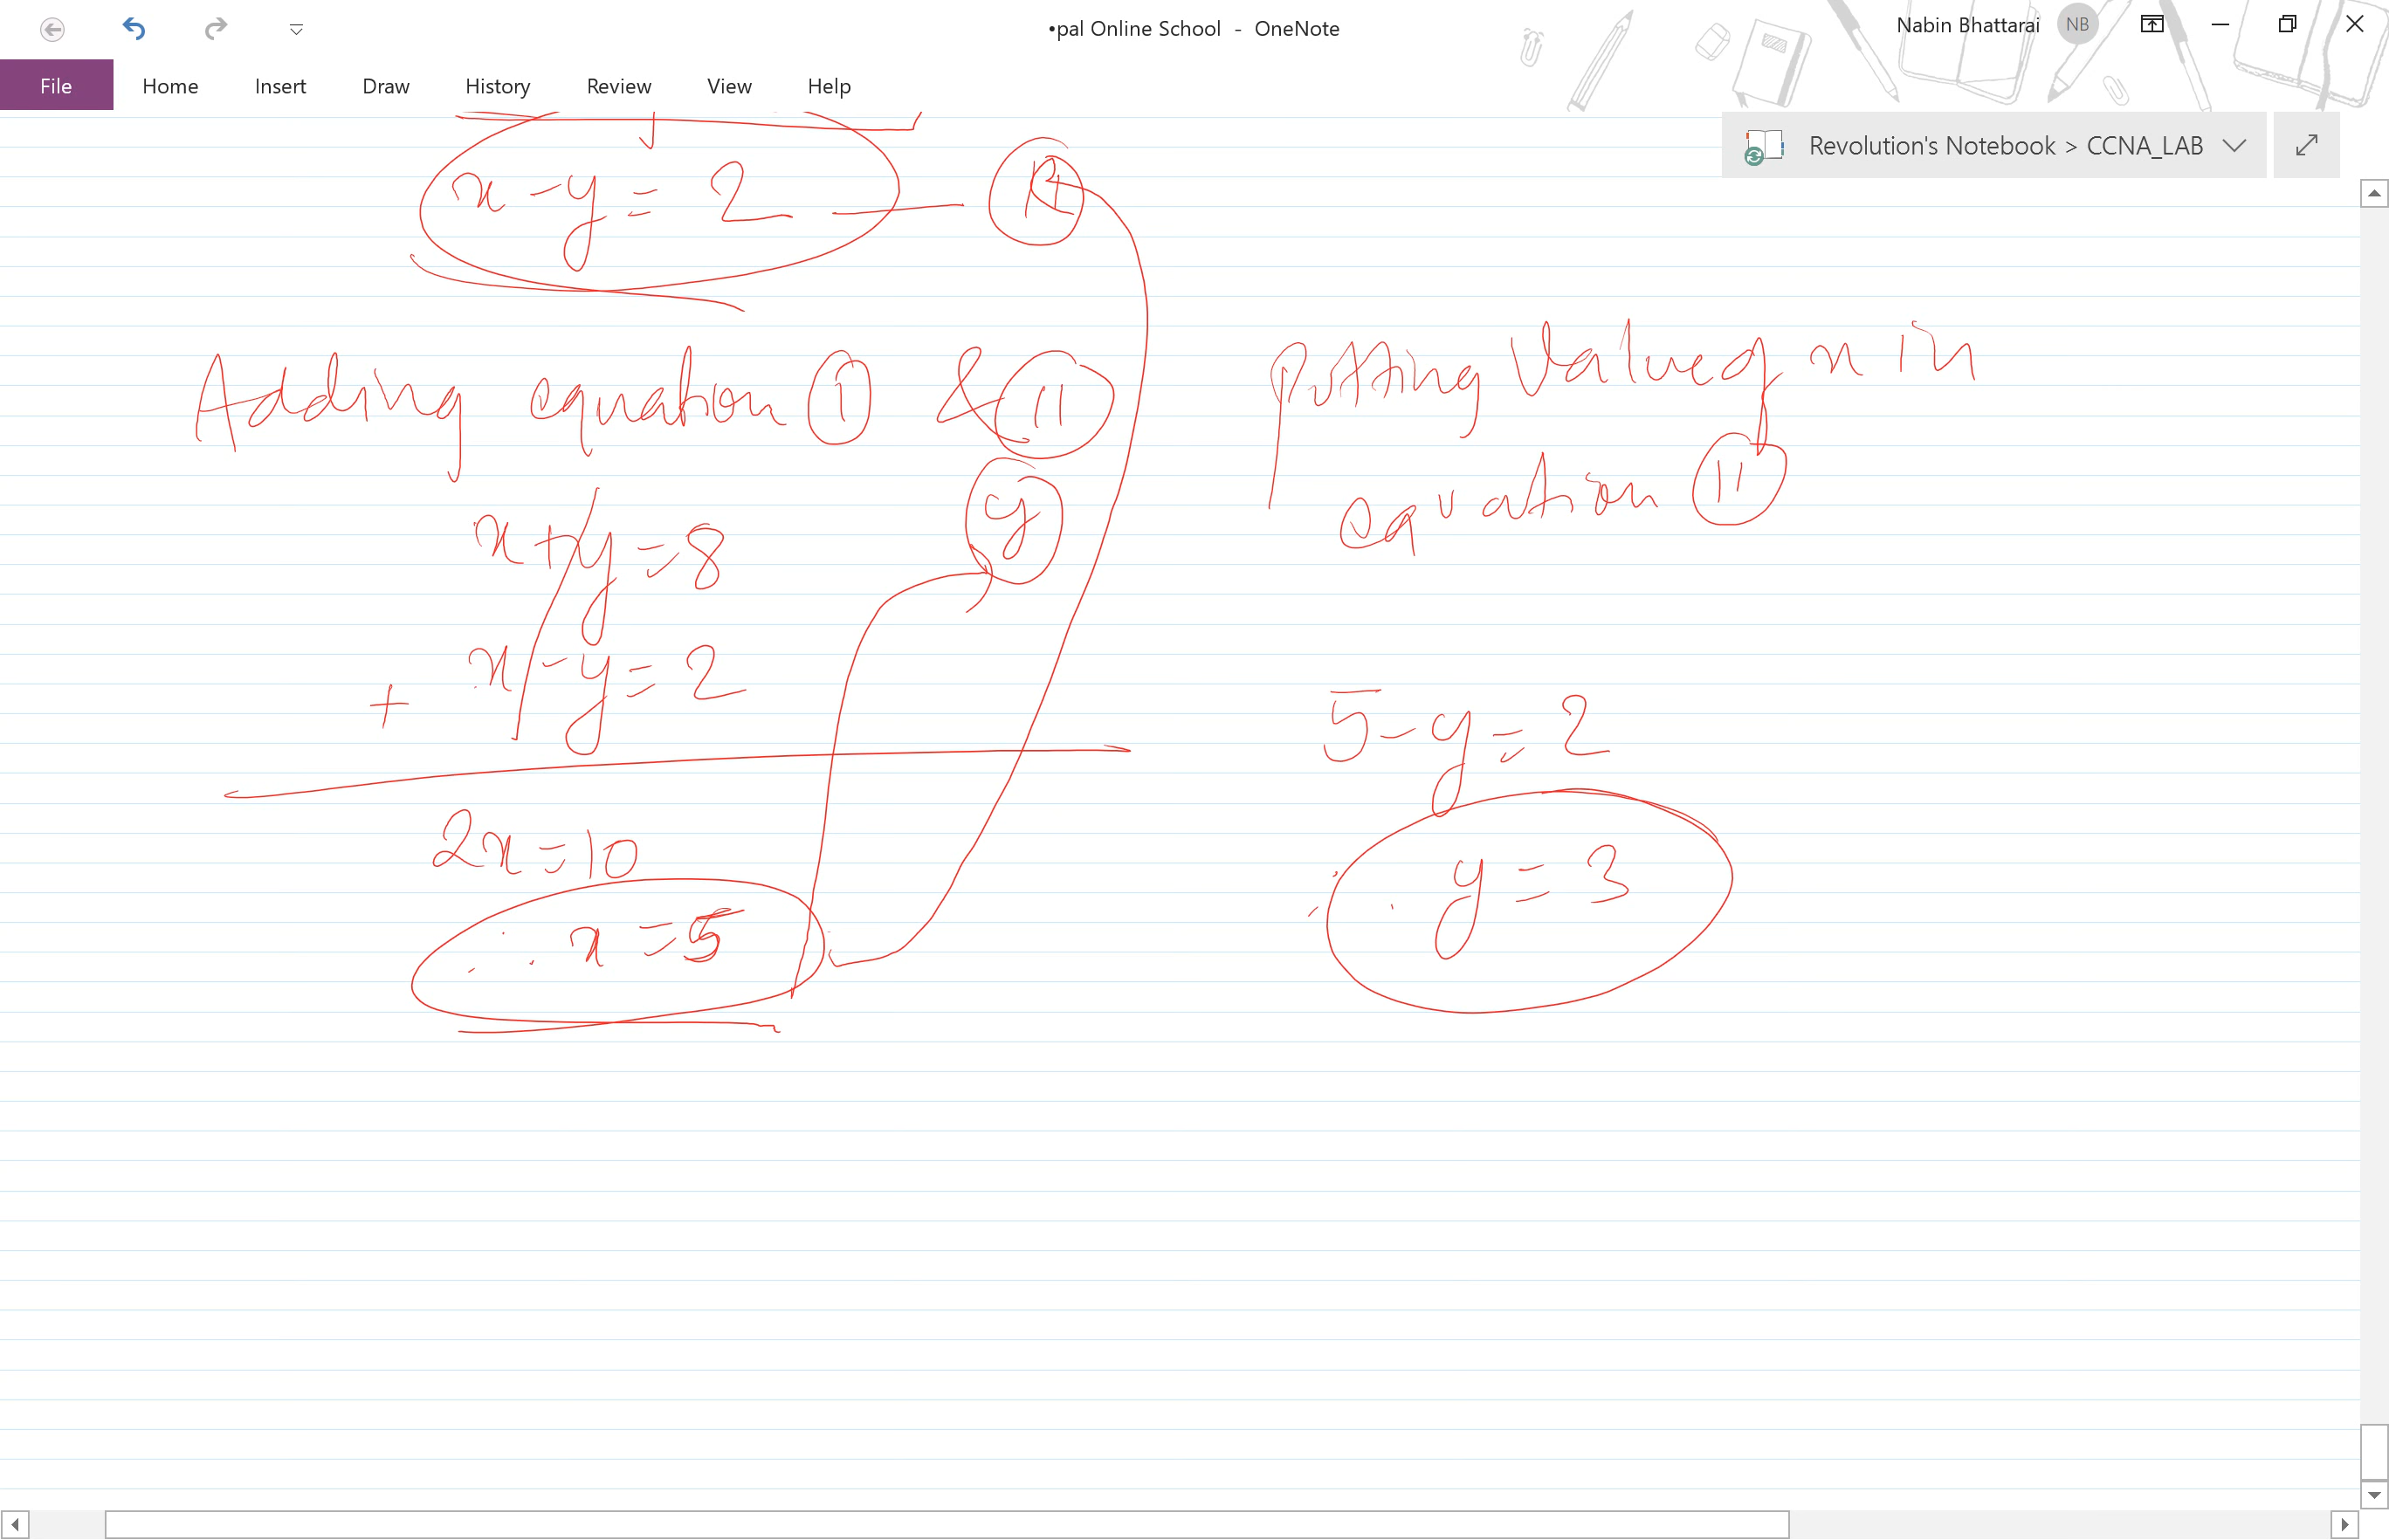 •pal Online School - OneNote
Nabin Bhattarai NB
File Home Insert Draw History Review View Help
Revolution's Notebook > CCNA_LAB
x - y = 2 — II
Adding equation I & II
x + y = 8
y
+ x - y = 2
2x = 10
∴ x = 5
putting value of x in
equation II
5 - y = 2
∴ y = 3